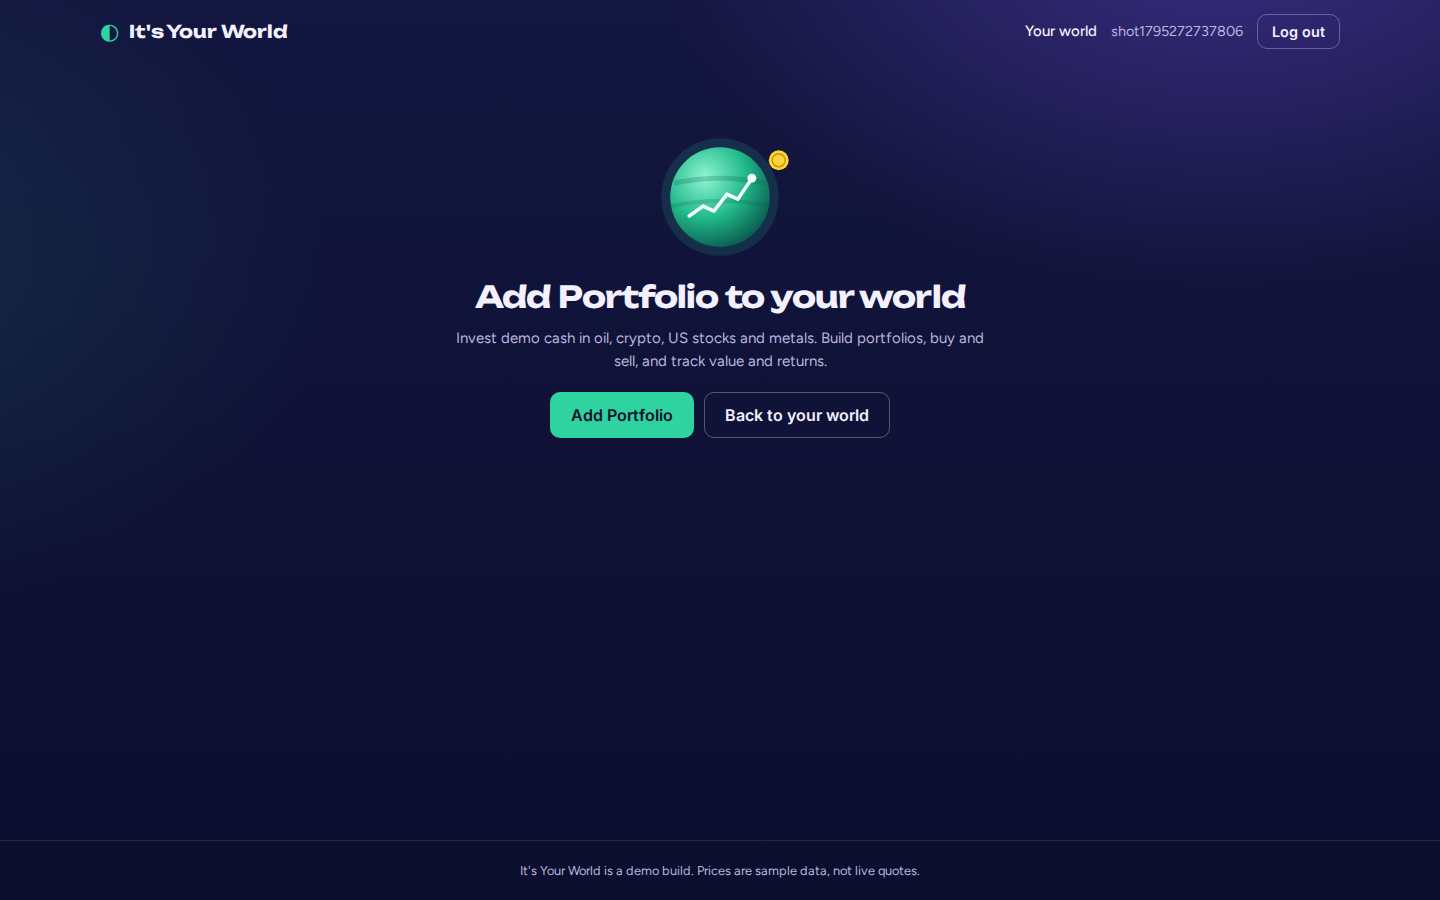 It's Your World
Your world
shot1795272737806
Log out
Add Portfolio to your world
Invest demo cash in oil, crypto, US stocks and metals. Build portfolios, buy and
sell, and track value and returns.
Add Portfolio
Back to your world
It's Your World is a demo build. Prices are sample data, not live quotes.